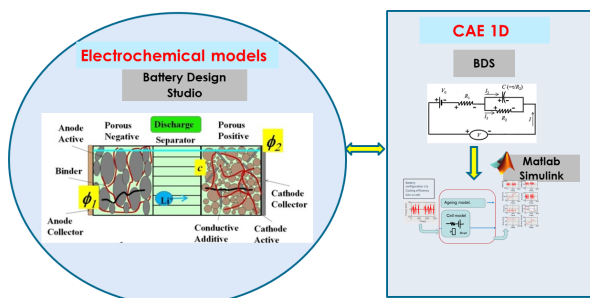 Electrochemical models
Battery Design
Studio
Anode
Active
Porous
Negative
Discharge
Separator
Porous
Positive
ϕ2
Binder
c
ϕ1
Li
Cathode
Collector
Anode
Collector
Conductive
Additive
Cathode
Active
CAE 1D
BDS
Matlab
Simulink
Ageing model
Cell model